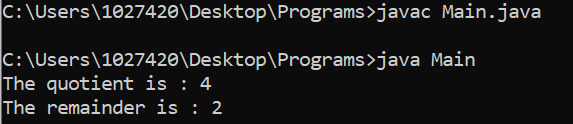 C:\Users\1027420\Desktop\Programs>javac Main.java
C:\Users\1027420\Desktop\Programs>java Main
The quotient is : 4
The remainder is : 2